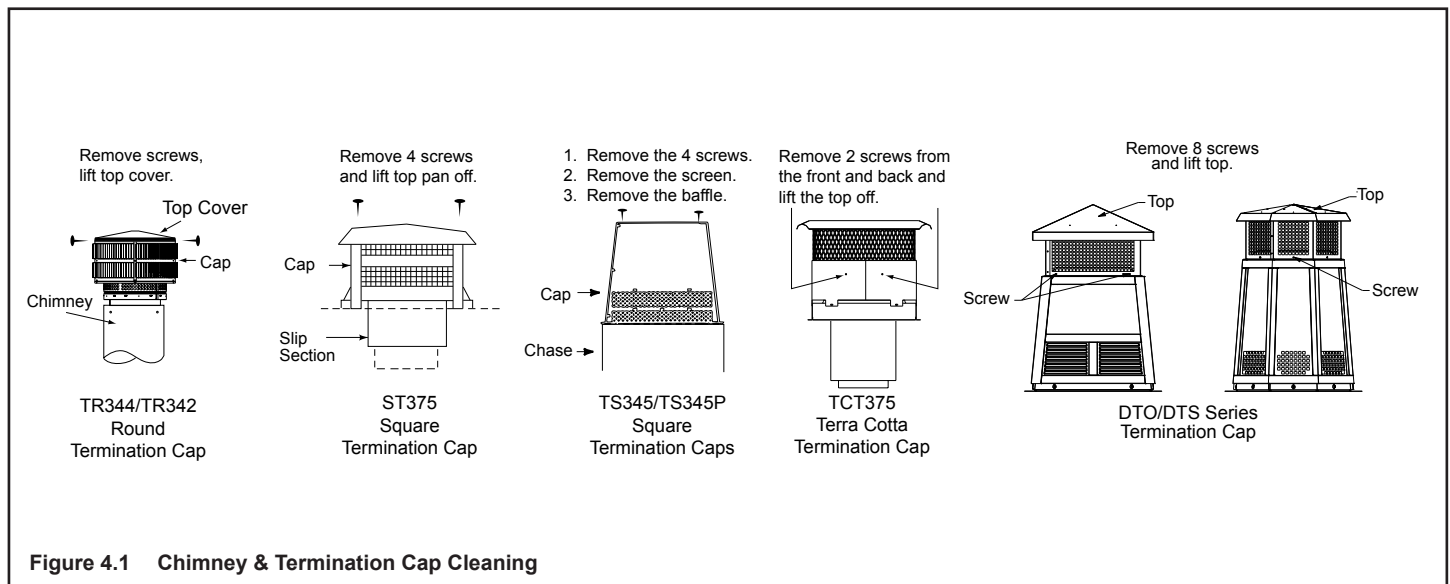 Remove screws,
lift top cover.
Top Cover
Cap
Chimney
TR344/TR342
Round
Termination Cap
Remove 4 screws
and lift top pan off.
Cap
Slip
Section
ST375
Square
Termination Cap
1. Remove the 4 screws.
2. Remove the screen.
3. Remove the baffle.
Cap
Chase
TS345/TS345P
Square
Termination Caps
Remove 2 screws from
the front and back and
lift the top off.
TCT375
Terra Cotta
Termination Cap
Remove 8 screws
and lift top.
Top
Screw
Top
Screw
DTO/DTS Series
Termination Cap
Figure 4.1 Chimney & Termination Cap Cleaning